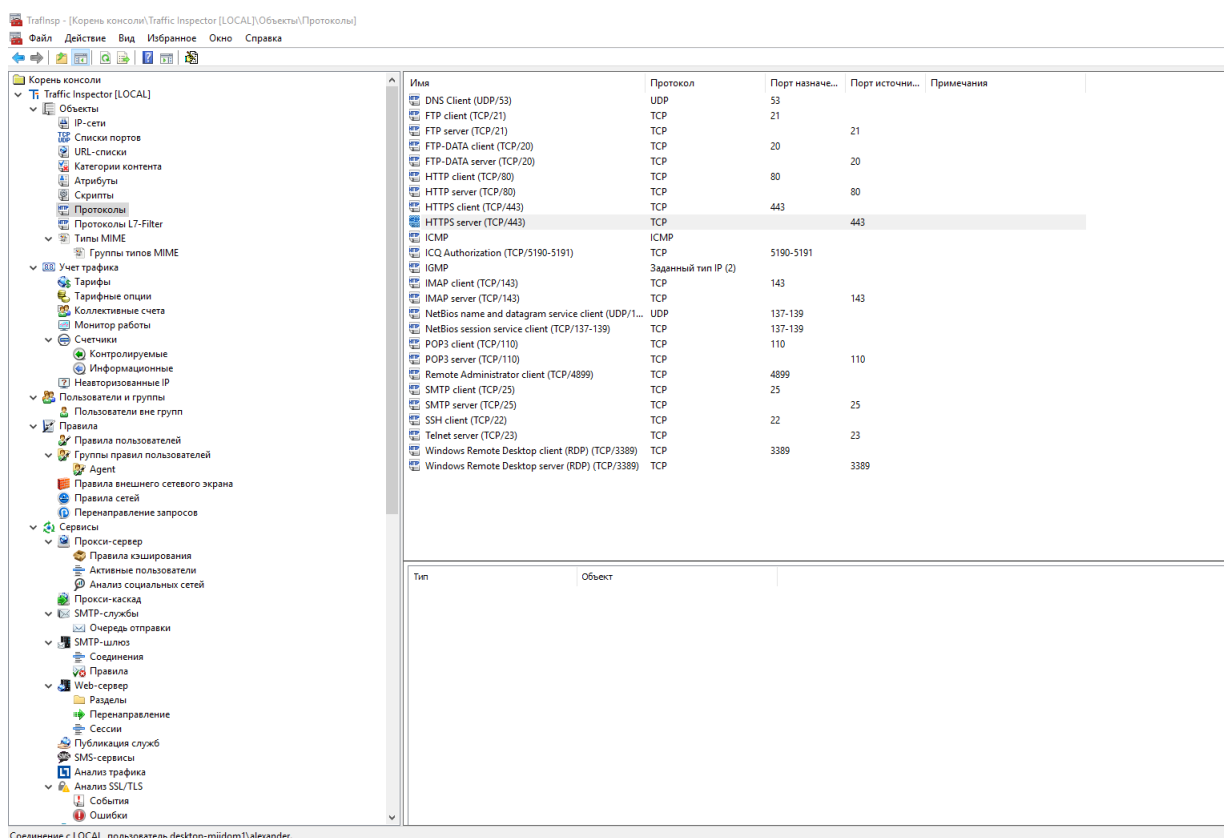 TrafInsp - [Корень консоли\Traffic Inspector [LOCAL]\Объекты\Протоколы]
Файл Действие Вид Избранное Окно Справка
Корень консоли
Traffic Inspector [LOCAL]
Объекты
IP-сети
Списки портов
URL-списки
Категории контента
Атрибуты
Скрипты
Протоколы
Протоколы L7-Filter
Типы MIME
Группы типов MIME
Учет трафика
Тарифы
Тарифные опции
Коллективные счета
Монитор работы
Счетчики
Контролируемые
Информационные
Неавторизованные IP
Пользователи и группы
Пользователи вне групп
Правила
Правила пользователей
Группы правил пользователей
Agent
Правила внешнего сетевого экрана
Правила сетей
Перенаправление запросов
Сервисы
Прокси-сервер
Правила кэширования
Активные пользователи
Анализ социальных сетей
Прокси-каскад
SMTP-службы
Очередь отправки
SMTP-шлюз
Соединения
Правила
Web-сервер
Разделы
Перенаправление
Сессии
Публикация служб
SMS-сервисы
Анализ трафика
Анализ SSL/TLS
События
Ошибки
Имя Протокол Порт назначе... Порт источни... Примечания
DNS Client (UDP/53) UDP 53
FTP client (TCP/21) TCP 21
FTP server (TCP/21) TCP 21
FTP-DATA client (TCP/20) TCP 20
FTP-DATA server (TCP/20) TCP 20
HTTP client (TCP/80) TCP 80
HTTP server (TCP/80) TCP 80
HTTPS client (TCP/443) TCP 443
HTTPS server (TCP/443) TCP 443
ICMP ICMP
ICQ Authorization (TCP/5190-5191) TCP 5190-5191
IGMP Заданный тип IP (2)
IMAP client (TCP/143) TCP 143
IMAP server (TCP/143) TCP 143
NetBios name and datagram service client (UDP/1... UDP 137-139
NetBios session service client (TCP/137-139) TCP 137-139
POP3 client (TCP/110) TCP 110
POP3 server (TCP/110) TCP 110
Remote Administrator client (TCP/4899) TCP 4899
SMTP client (TCP/25) TCP 25
SMTP server (TCP/25) TCP 25
SSH client (TCP/22) TCP 22
Telnet server (TCP/23) TCP 23
Windows Remote Desktop client (RDP) (TCP/3389) TCP 3389
Windows Remote Desktop server (RDP) (TCP/3389) TCP 3389
Тип Объект
Соединение с LOCAL, пользователь desktop-miidom1\alexander.